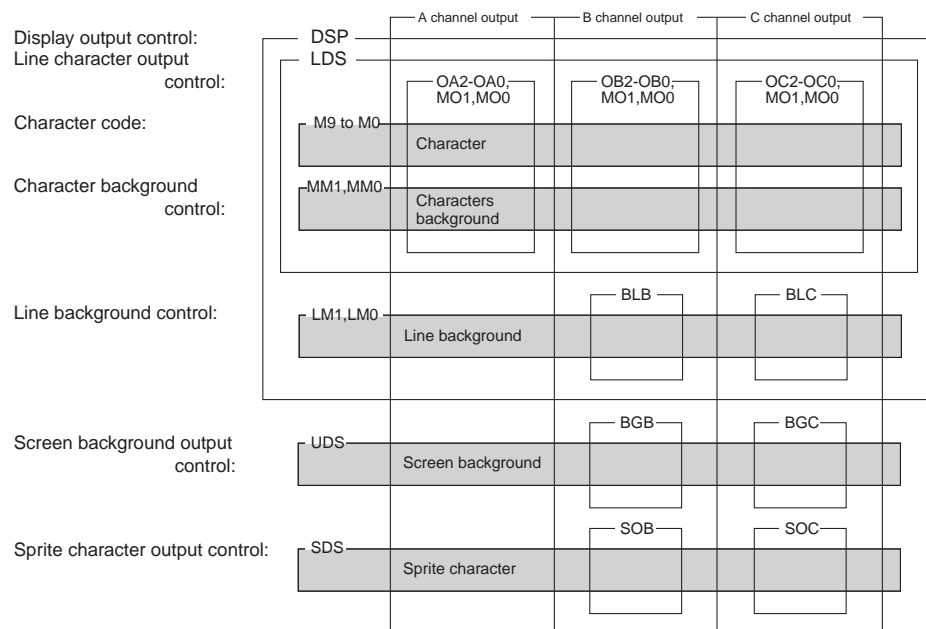 A channel output
B channel output
C channel output
Display output control:
DSP
Line character output
control:
LDS
OA2-OA0,
MO1,MO0
OB2-OB0,
MO1,MO0
OC2-OC0,
MO1,MO0
Character code:
M9 to M0
Character
Character background
control:
MM1,MM0
Characters
background
BLB
BLC
Line background control:
LM1,LM0
Line background
BGB
BGC
Screen background output
control:
UDS
Screen background
SOB
SOC
Sprite character output control:
SDS
Sprite character